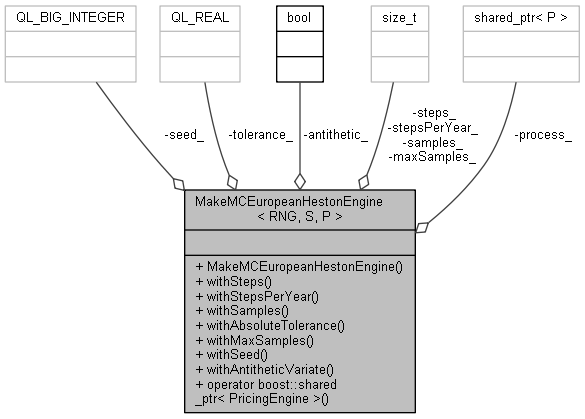 QL_BIG_INTEGER
QL_REAL
bool
size_t
shared_ptr< P >
-seed_
-tolerance_
-antithetic_
-steps_
-stepsPerYear_
-samples_
-maxSamples_
-process_
MakeMCEuropeanHestonEngine
< RNG, S, P >
+ MakeMCEuropeanHestonEngine()
+ withSteps()
+ withStepsPerYear()
+ withSamples()
+ withAbsoluteTolerance()
+ withMaxSamples()
+ withSeed()
+ withAntitheticVariate()
+ operator boost::shared
_ptr< PricingEngine >()